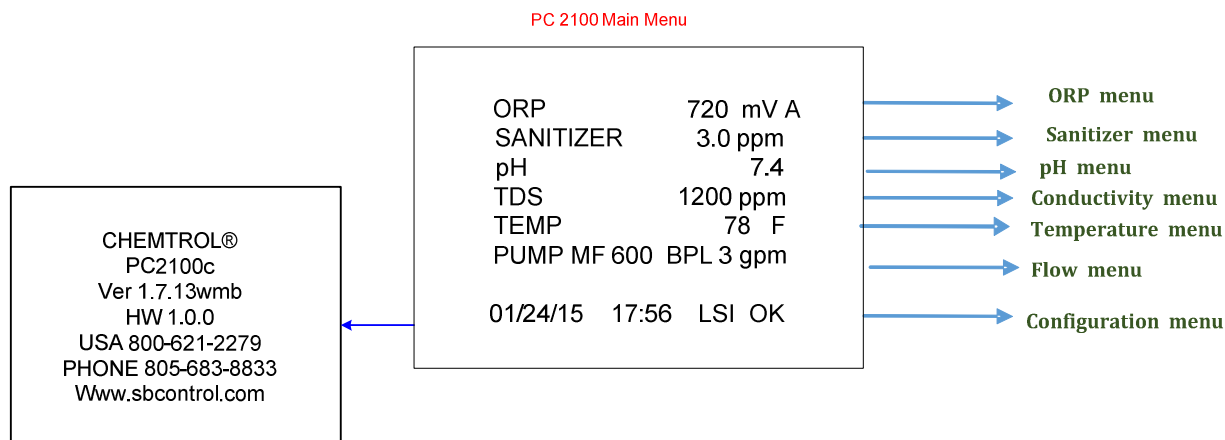 PC 2100 Main Menu
ORP 720 mV A
SANITIZER 3.0 ppm
pH 7.4
TDS 1200 ppm
TEMP 78 F
PUMP MF 600 BPL 3 gpm
01/24/15 17:56 LSI OK
ORP menu
Sanitizer menu
pH menu
Conductivity menu
Temperature menu
Flow menu
Configuration menu
CHEMTROL®
PC2100c
Ver 1.7.13wmb
HW 1.0.0
USA 800-621-2279
PHONE 805-683-8833
Www.sbcontrol.com